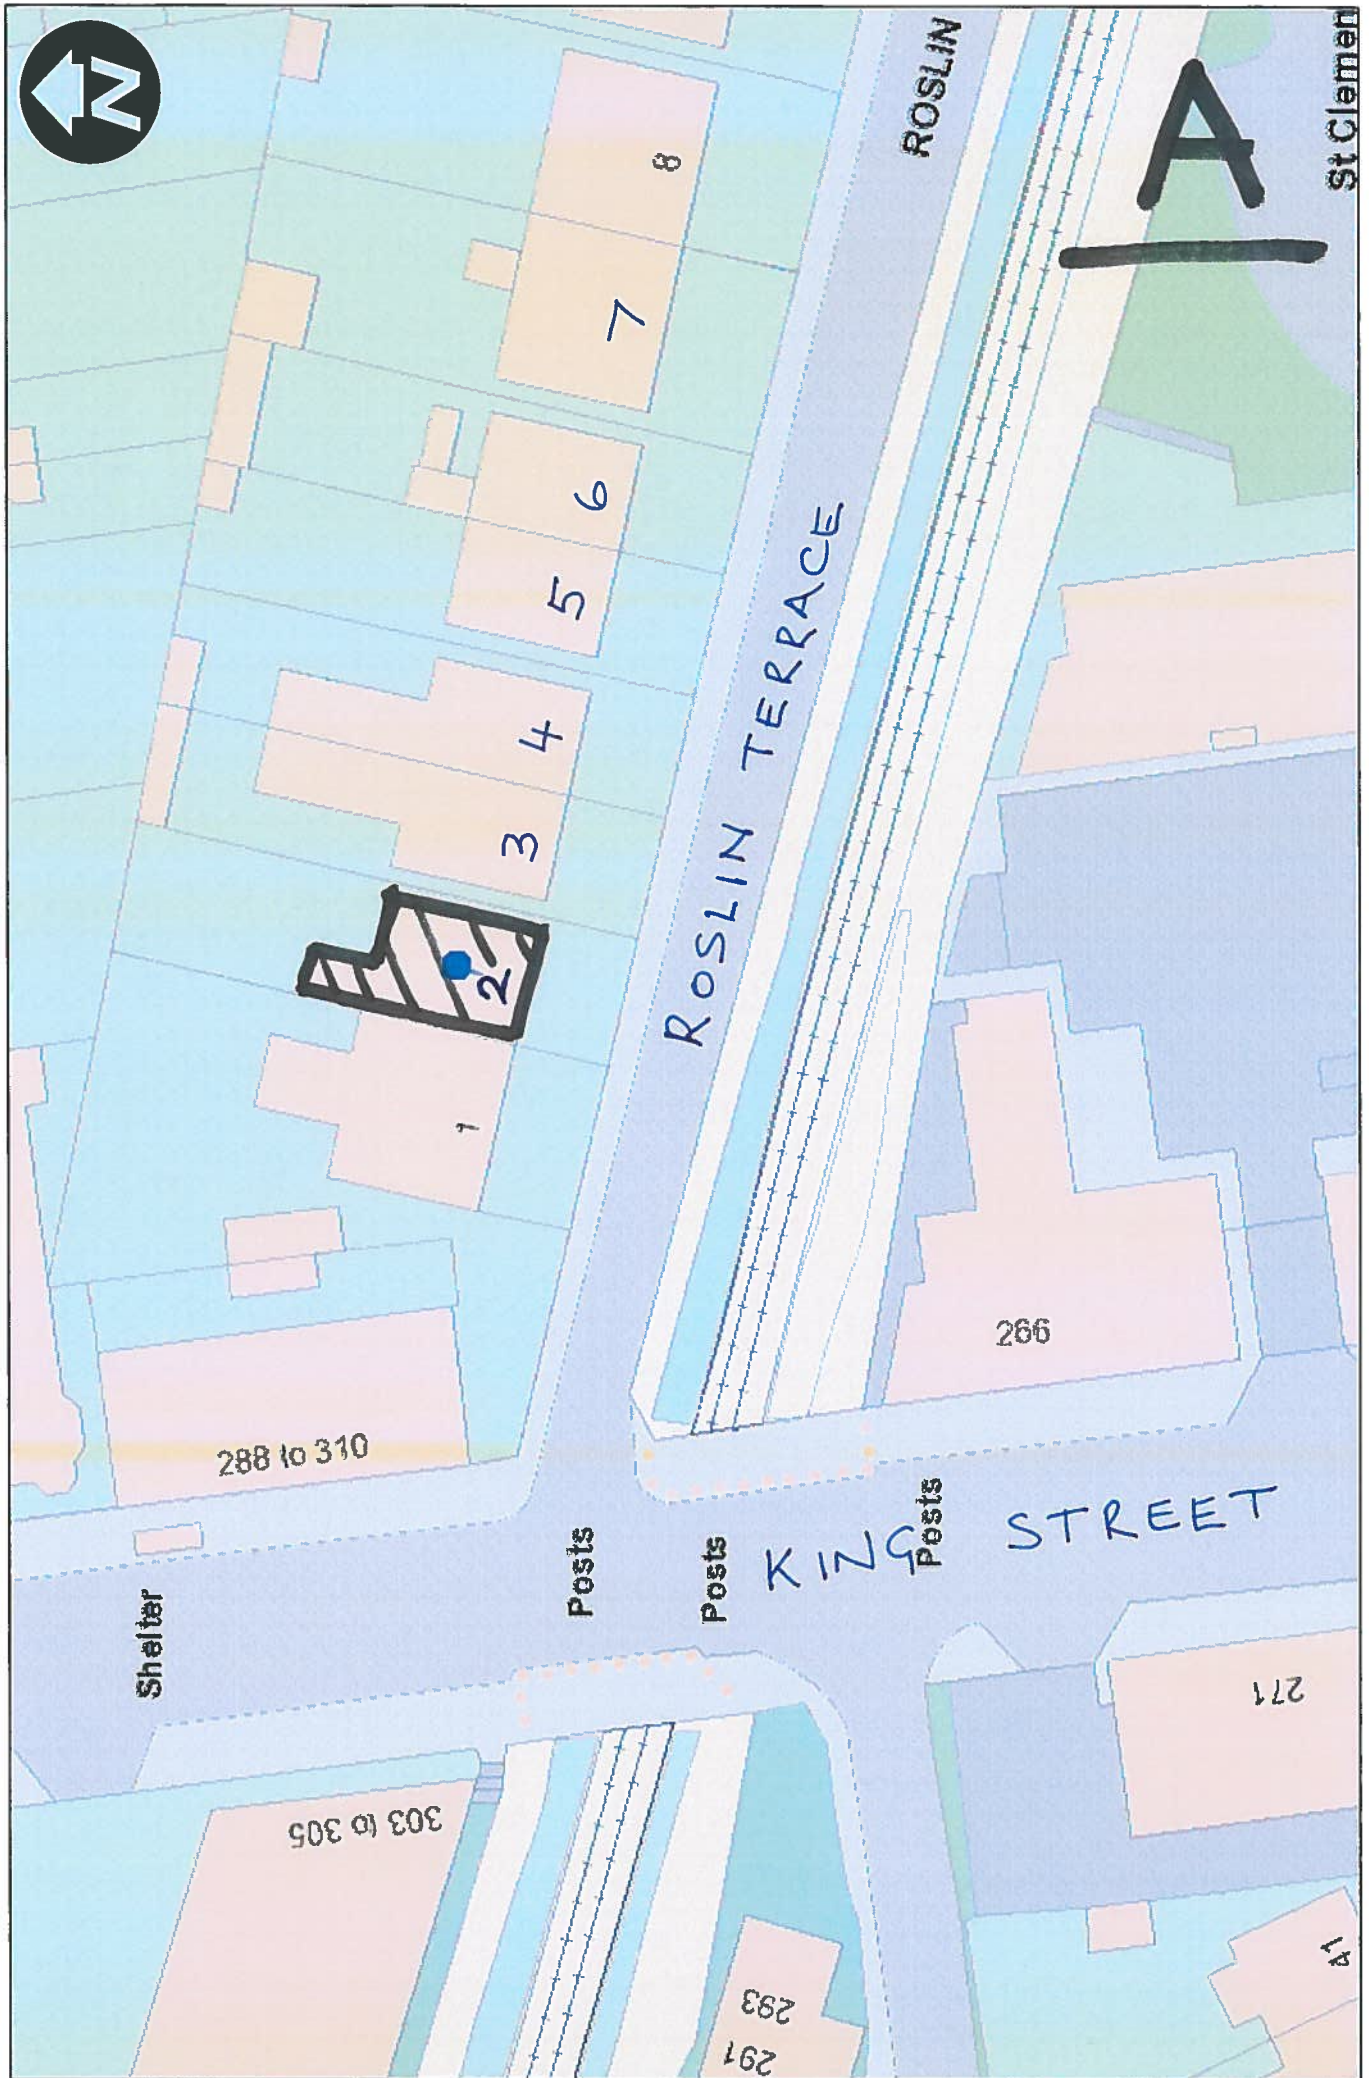 N
ROSLIN
A
St Clemen
8
7
6
5
4
3
2
1
ROSLIN TERRACE
288 to 310
266
Shelter
Posts
Posts
Posts
KING STREET
303 to 305
271
293
291
41